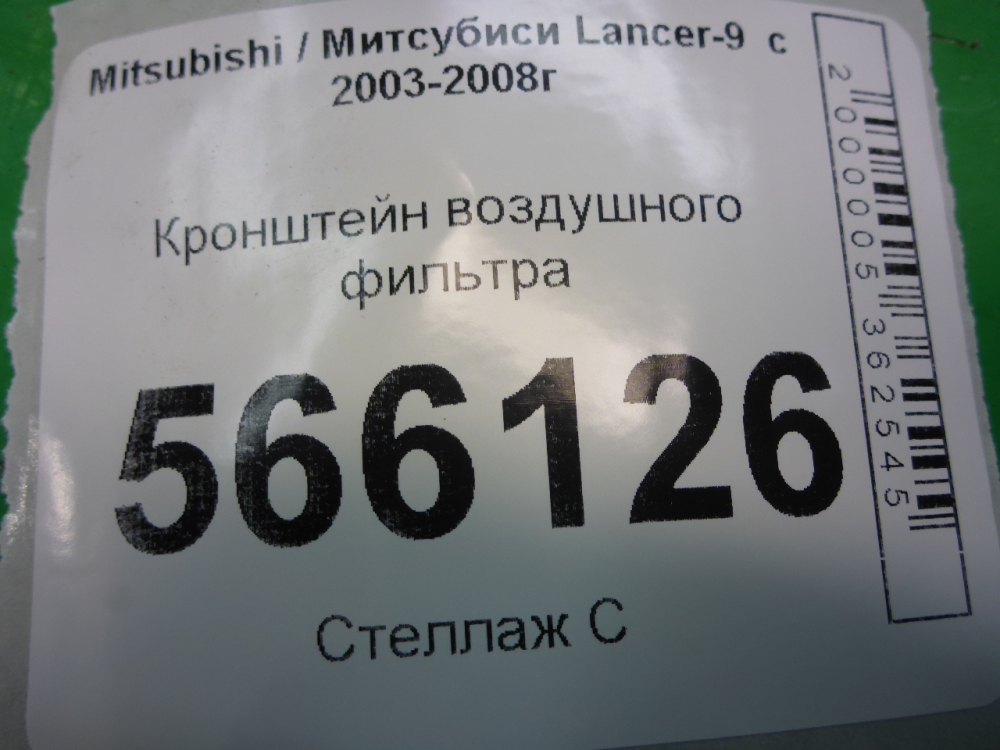 Mitsubishi / Митсубиси Lancer-9 с
2003-2008г
Кронштейн воздушного
фильтра
566126
Стеллаж С
2000005362545